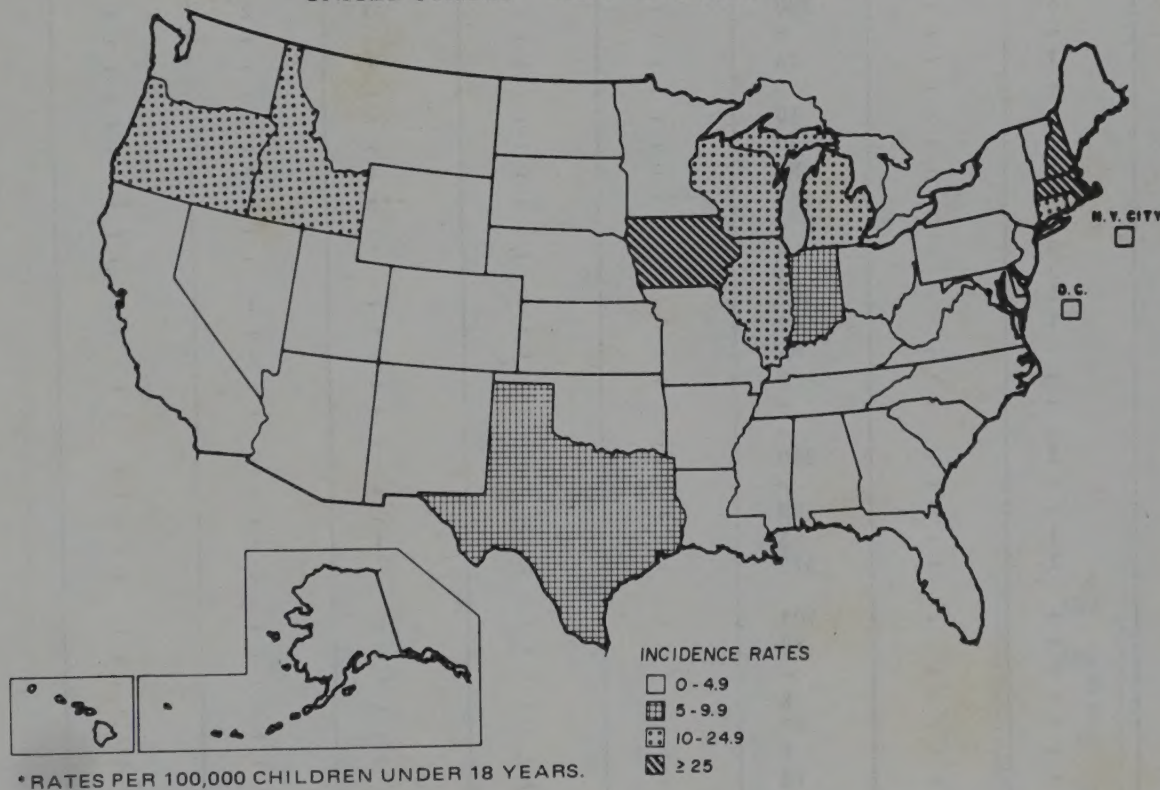 N.Y. CITY
D.C.
INCIDENCE RATES
0-4.9
5-9.9
10-24.9
≥ 25
*RATES PER 100,000 CHILDREN UNDER 18 YEARS.